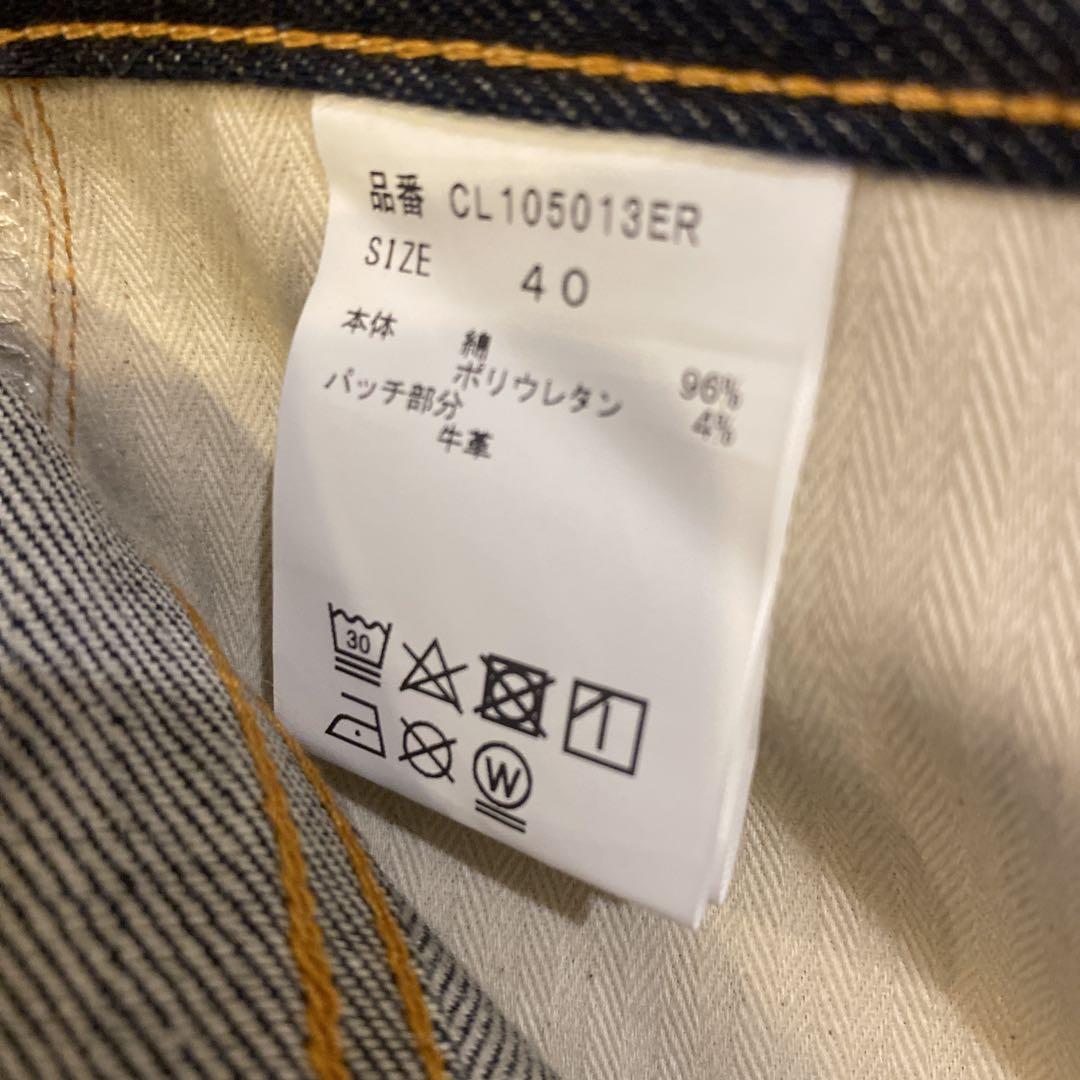 品番 CL105013ER
SIZE 40
本体 綿 96%
ポリウレタン 4%
パッチ部分
牛革
30
W